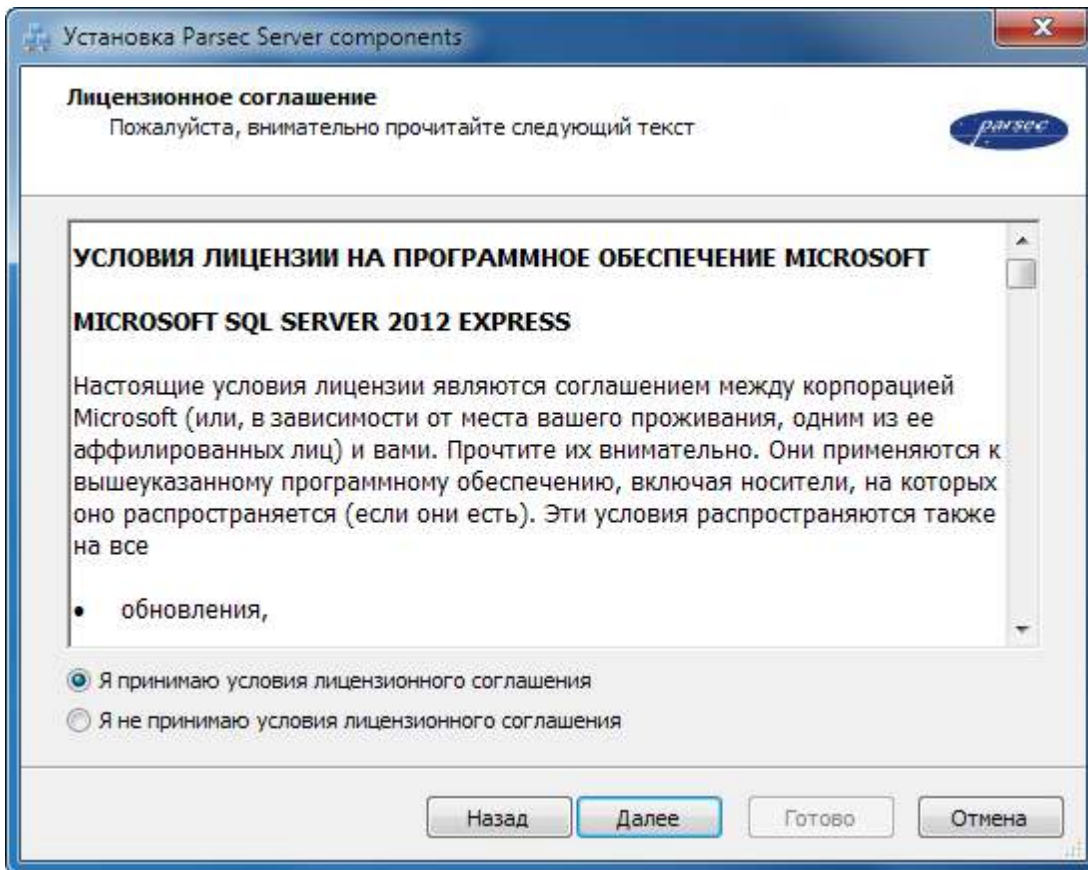 Установка Parsec Server components
Лицензионное соглашение
Пожалуйста, внимательно прочитайте следующий текст
parsec
УСЛОВИЯ ЛИЦЕНЗИИ НА ПРОГРАММНОЕ ОБЕСПЕЧЕНИЕ MICROSOFT
MICROSOFT SQL SERVER 2012 EXPRESS
Настоящие условия лицензии являются соглашением между корпорацией
Microsoft (или, в зависимости от места вашего проживания, одним из ее
аффилированных лиц) и вами. Прочтите их внимательно. Они применяются к
вышеуказанному программному обеспечению, включая носители, на которых
оно распространяется (если они есть). Эти условия распространяются также
на все
• обновления,
Я принимаю условия лицензионного соглашения
Я не принимаю условия лицензионного соглашения
Назад
Далее
Готово
Отмена